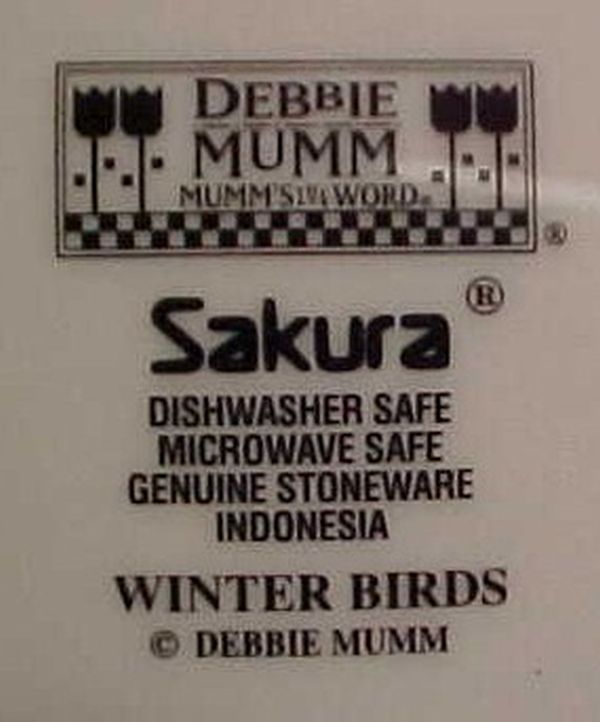 DEBBIE
MUMM
MUMM'S THE WORD®
®
Sakura®
DISHWASHER SAFE
MICROWAVE SAFE
GENUINE STONEWARE
INDONESIA
WINTER BIRDS
© DEBBIE MUMM